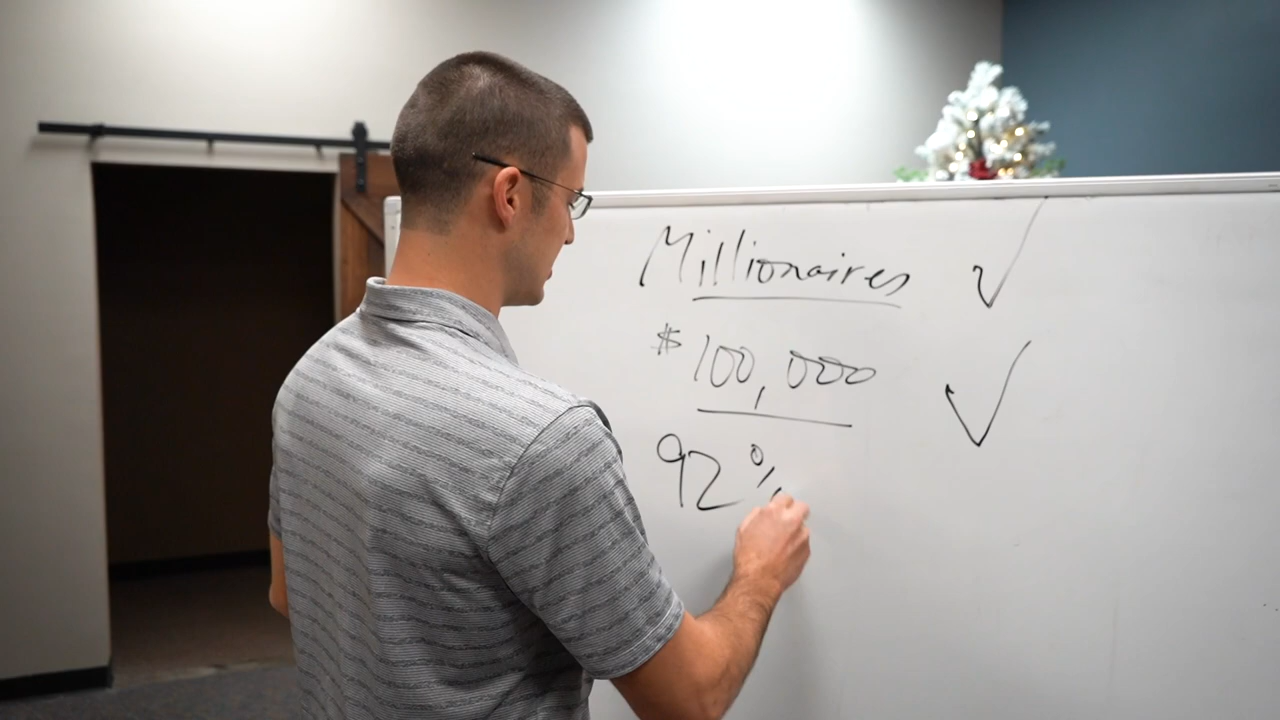 Millionaires ✓
$100,000 ✓
92%